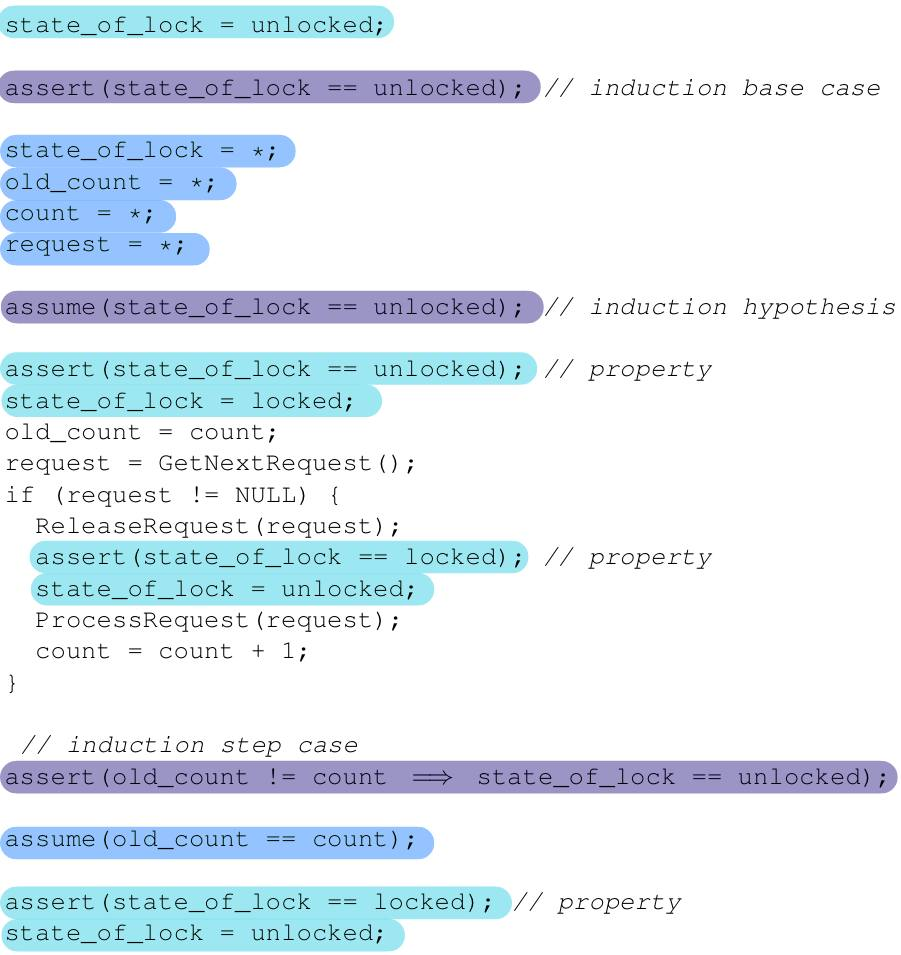 state_of_lock = unlocked;
assert(state_of_lock == unlocked); // induction base case
state_of_lock = *;
old_count = *;
count = *;
request = *;
assume(state_of_lock == unlocked); // induction hypothesis
assert(state_of_lock == unlocked); // property
state_of_lock = locked;
old_count = count;
request = GetNextRequest();
if (request != NULL) {
ReleaseRequest(request);
assert(state_of_lock == locked); // property
state_of_lock = unlocked;
ProcessRequest(request);
count = count + 1;
}
// induction step case
assert(old_count != count ⟹ state_of_lock == unlocked);
assume(old_count == count);
assert(state_of_lock == locked); // property
state_of_lock = unlocked;